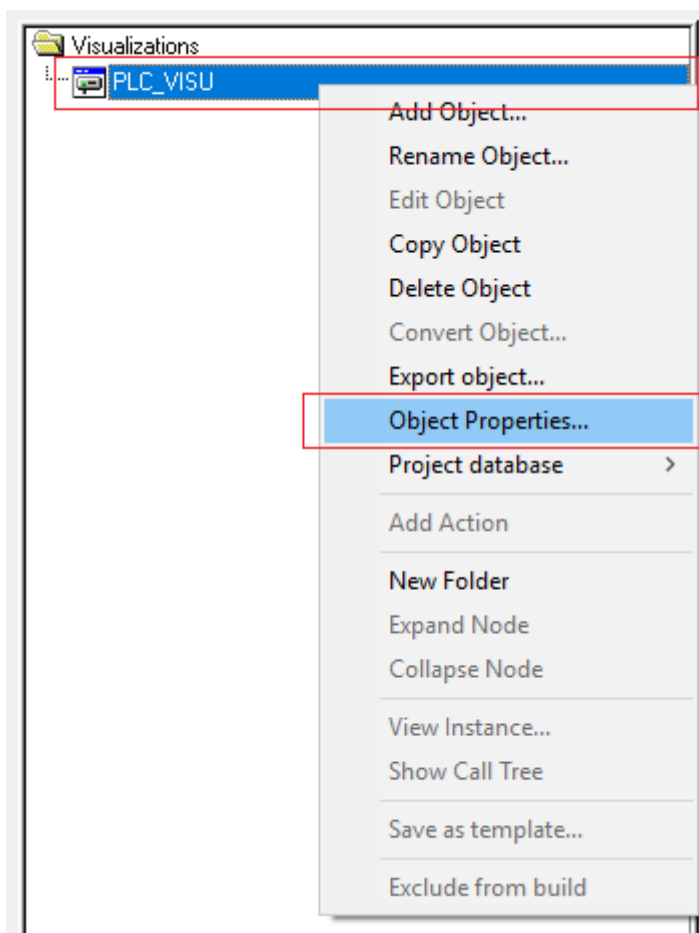 Visualizations
PLC_VISU
Add Object...
Rename Object...
Edit Object
Copy Object
Delete Object
Convert Object...
Export object...
Object Properties...
Project database
Add Action
New Folder
Expand Node
Collapse Node
View Instance...
Show Call Tree
Save as template...
Exclude from build